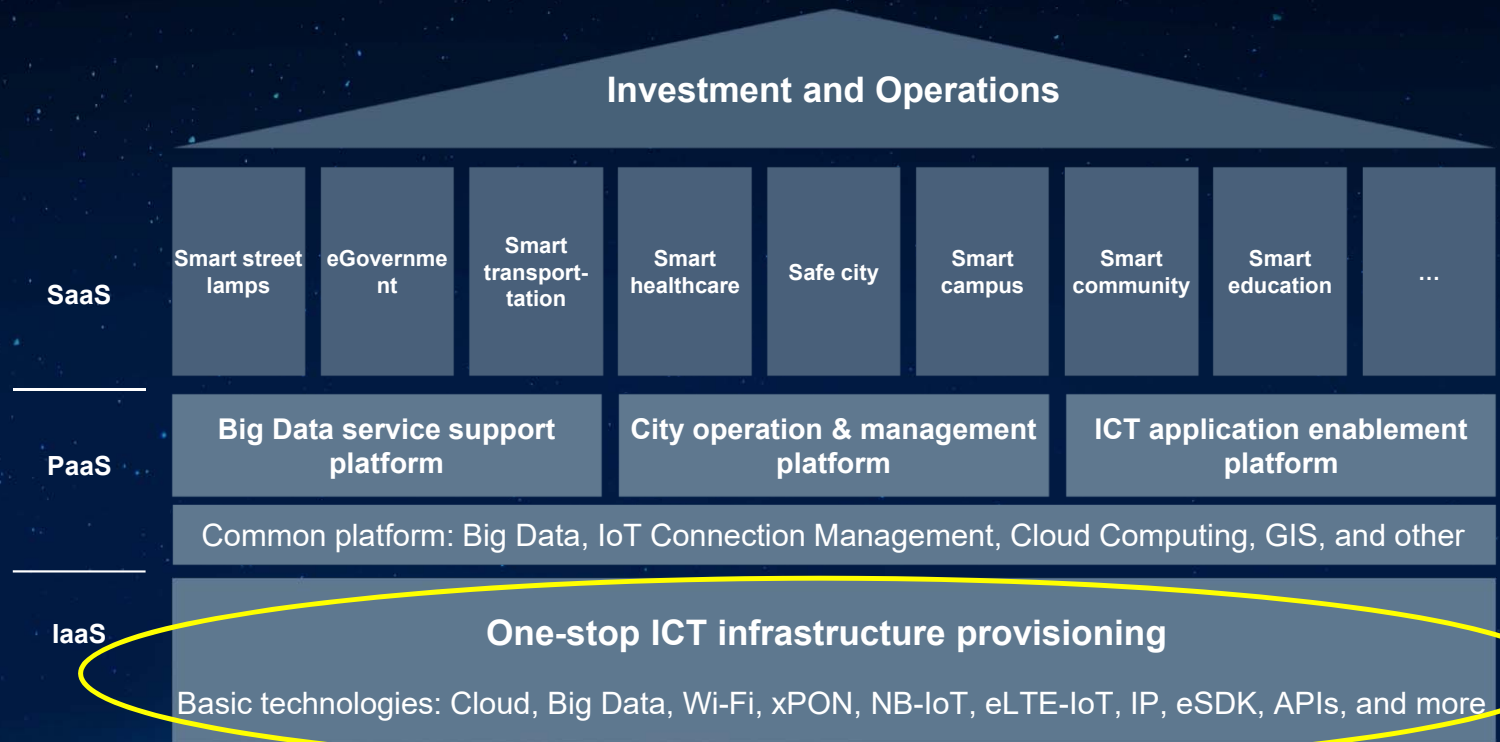 Investment and Operations
SaaS
Smart street
lamps
eGovernme
nt
Smart
transport-
tation
Smart
healthcare
Safe city
Smart
campus
Smart
community
Smart
education
...
PaaS
Big Data service support
platform
City operation & management
platform
ICT application enablement
platform
Common platform: Big Data, IoT Connection Management, Cloud Computing, GIS, and other
IaaS
One-stop ICT infrastructure provisioning
Basic technologies: Cloud, Big Data, Wi-Fi, xPON, NB-IoT, eLTE-IoT, IP, eSDK, APIs, and more